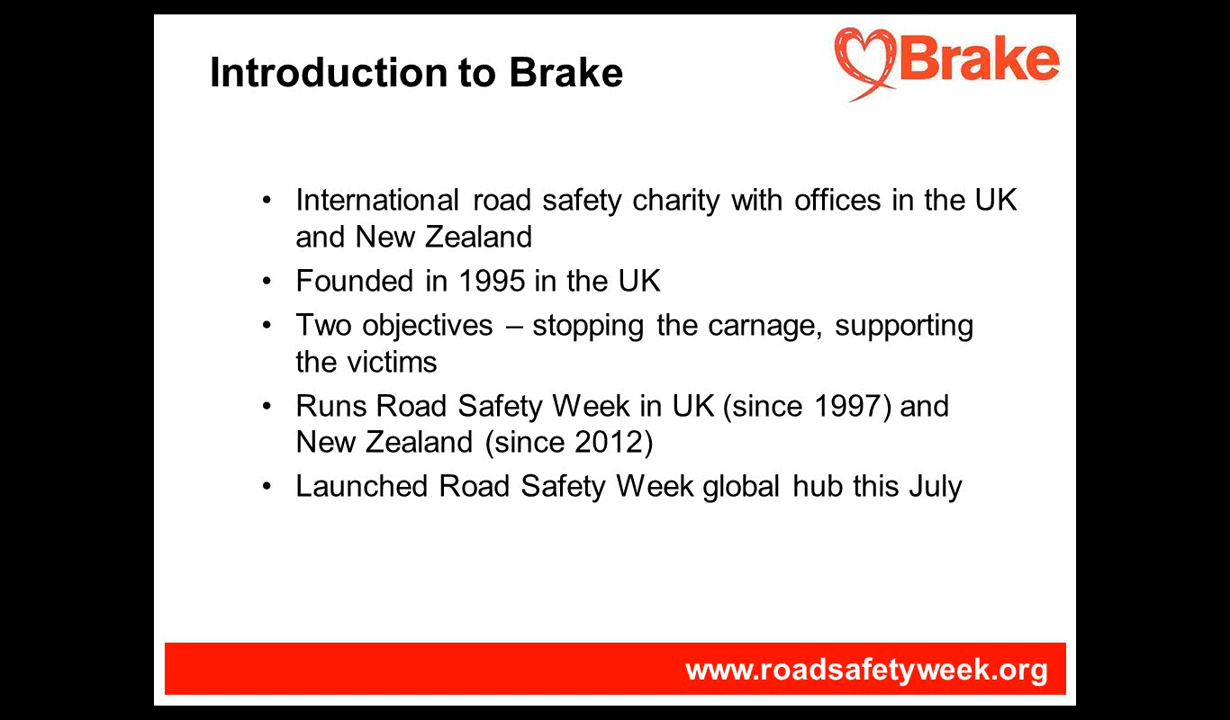 Introduction to Brake
Brake
• International road safety charity with offices in the UK
and New Zealand
• Founded in 1995 in the UK
• Two objectives – stopping the carnage, supporting
the victims
• Runs Road Safety Week in UK (since 1997) and
New Zealand (since 2012)
• Launched Road Safety Week global hub this July
www.roadsafetyweek.org